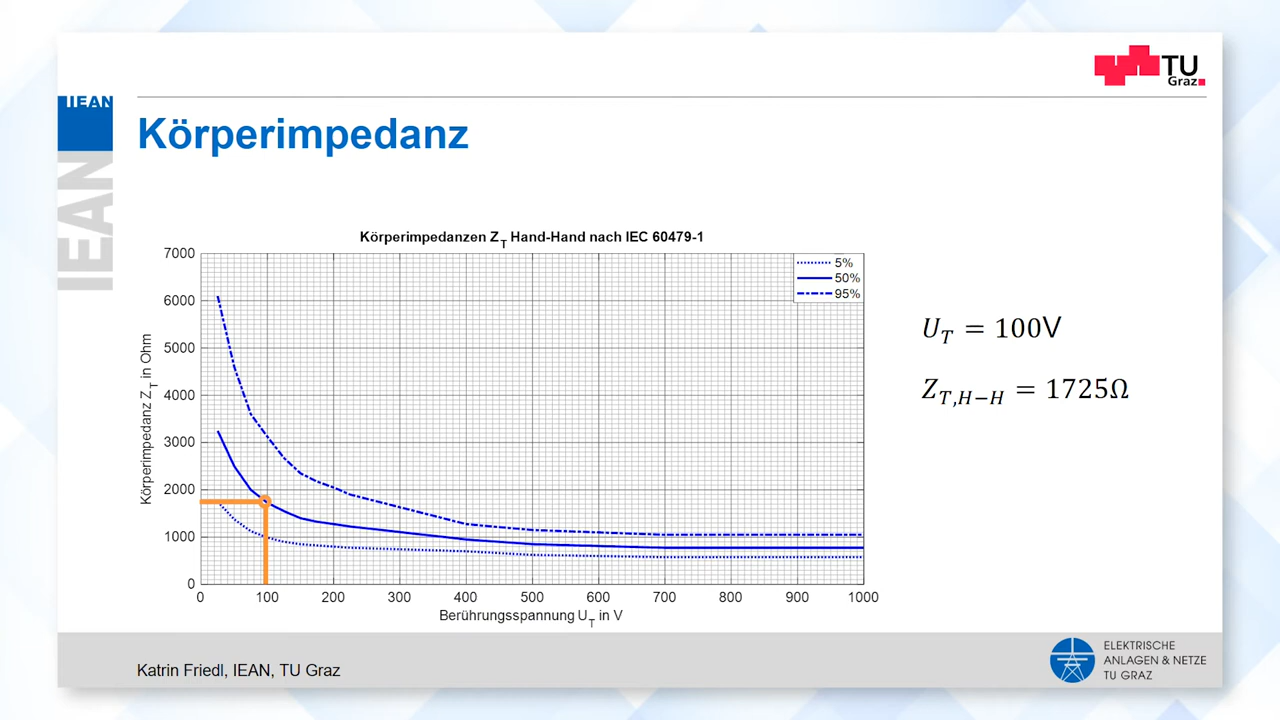 TU
Graz
IEAN
Körperimpedanz
IEAN
Körperimpedanzen Z_T Hand-Hand nach IEC 60479-1
7000
6000
5000
4000
3000
2000
1000
0
Körperimpedanz Z_T in Ohm
5%
50%
95%
0 100 200 300 400 500 600 700 800 900 1000
Berührungsspannung U_T in V
U_T = 100V
Z_{T,H−H} = 1725Ω
Katrin Friedl, IEAN, TU Graz
ELEKTRISCHE
ANLAGEN & NETZE
TU GRAZ